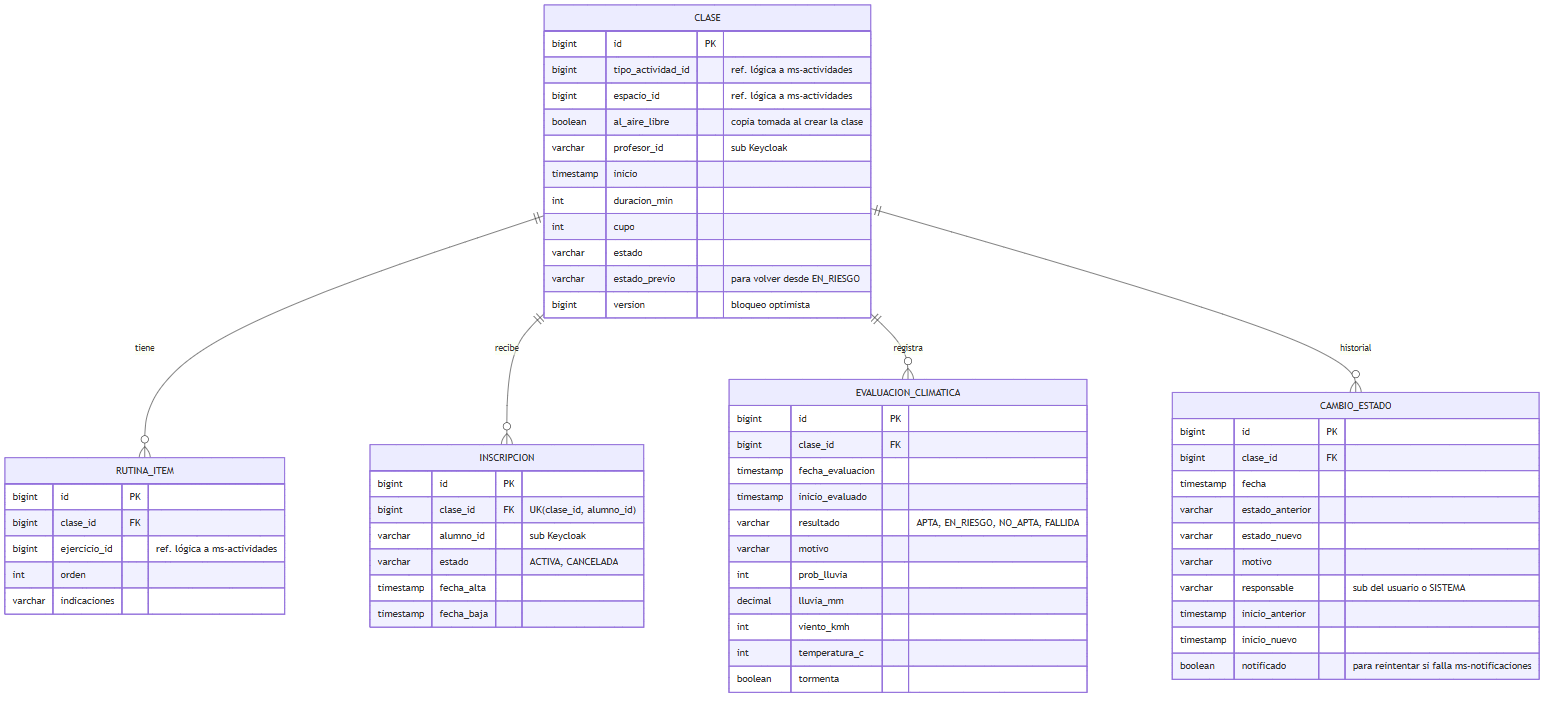 CLASE
bigint id PK
bigint tipo_actividad_id ref. lógica a ms-actividades
bigint espacio_id ref. lógica a ms-actividades
boolean al_aire_libre copia tomada al crear la clase
varchar profesor_id sub Keycloak
timestamp inicio
int duracion_min
int cupo
varchar estado
varchar estado_previo para volver desde EN_RIESGO
bigint version bloqueo optimista
tiene
recibe
registra
historial
RUTINA_ITEM
bigint id PK
bigint clase_id FK
bigint ejercicio_id ref. lógica a ms-actividades
int orden
varchar indicaciones
INSCRIPCION
bigint id PK
bigint clase_id FK UK(clase_id, alumno_id)
varchar alumno_id sub Keycloak
varchar estado ACTIVA, CANCELADA
timestamp fecha_alta
timestamp fecha_baja
EVALUACION_CLIMATICA
bigint id PK
bigint clase_id FK
timestamp fecha_evaluacion
timestamp inicio_evaluado
varchar resultado APTA, EN_RIESGO, NO_APTA, FALLIDA
varchar motivo
int prob_lluvia
decimal lluvia_mm
int viento_kmh
int temperatura_c
boolean tormenta
CAMBIO_ESTADO
bigint id PK
bigint clase_id FK
timestamp fecha
varchar estado_anterior
varchar estado_nuevo
varchar motivo
varchar responsable sub del usuario o SISTEMA
timestamp inicio_anterior
timestamp inicio_nuevo
boolean notificado para reintentar si falla ms-notificaciones